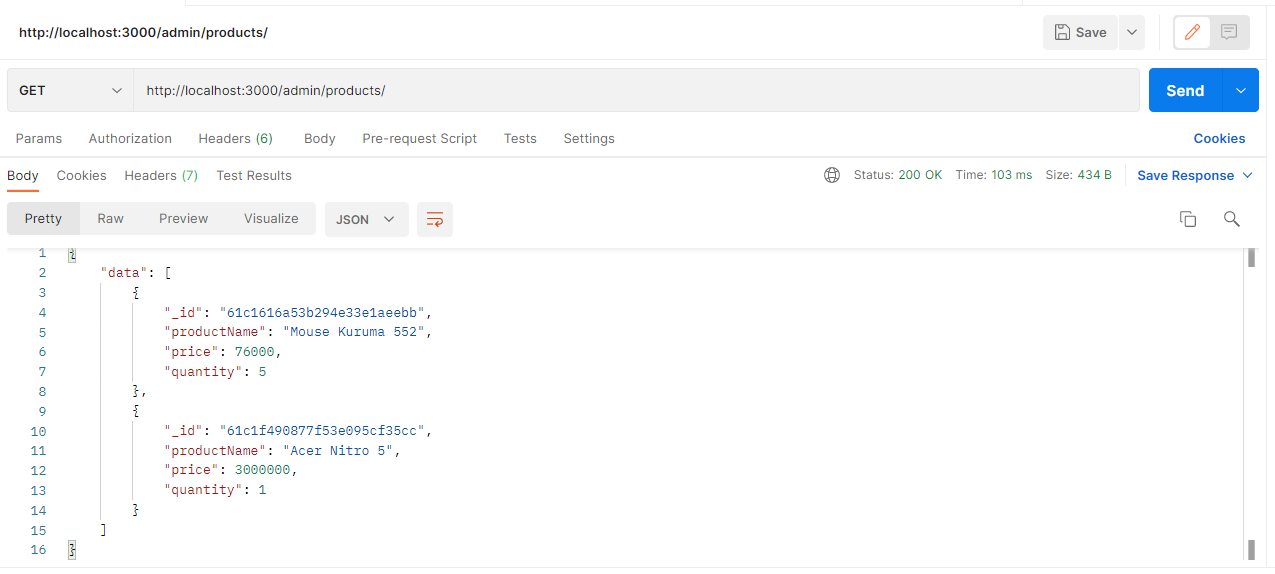 http://localhost:3000/admin/products/
Save
GET
http://localhost:3000/admin/products/
Send
Params Authorization Headers (6) Body Pre-request Script Tests Settings Cookies
Body Cookies Headers (7) Test Results Status: 200 OK Time: 103 ms Size: 434 B Save Response
Pretty Raw Preview Visualize JSON
1 {
2 "data": [
3 {
4 "_id": "61c1616a53b294e33e1aeebb",
5 "productName": "Mouse Kuruma 552",
6 "price": 76000,
7 "quantity": 5
8 },
9 {
10 "_id": "61c1f490877f53e095cf35cc",
11 "productName": "Acer Nitro 5",
12 "price": 3000000,
13 "quantity": 1
14 }
15 ]
16 }